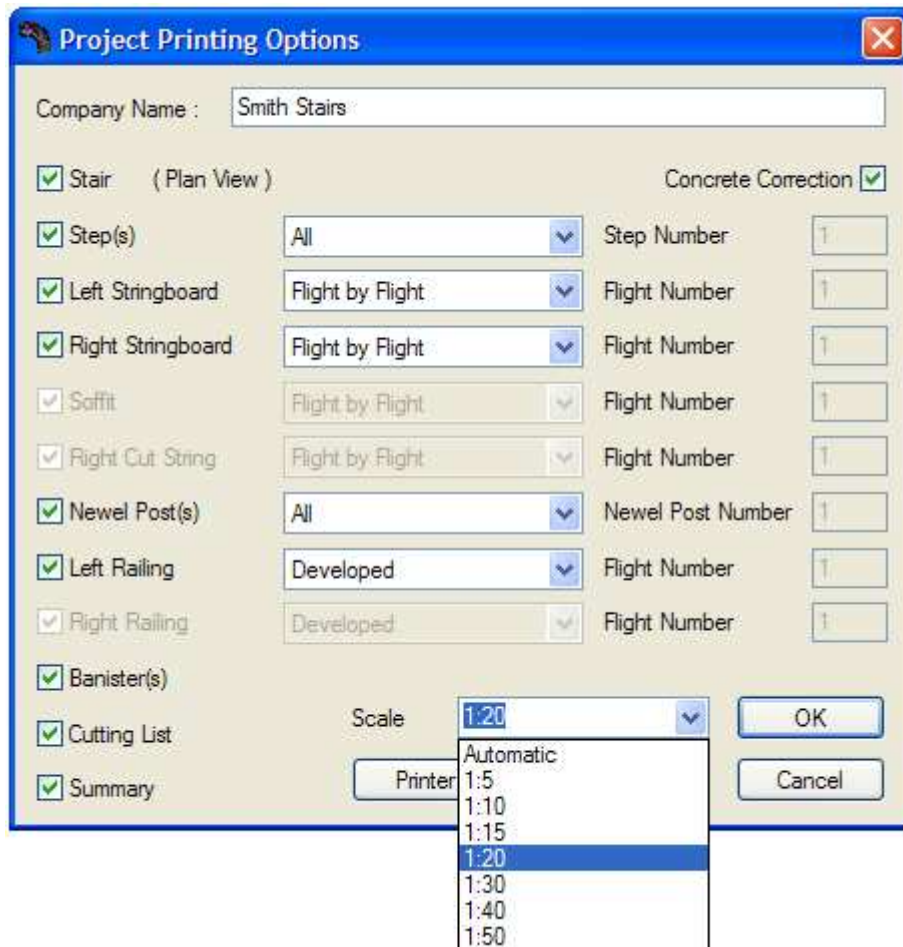 Project Printing Options
Company Name : Smith Stairs
Stair ( Plan View ) Concrete Correction
Step(s) All Step Number 1
Left Stringboard Flight by Flight Flight Number 1
Right Stringboard Flight by Flight Flight Number 1
Soffit Flight by Flight Flight Number 1
Right Cut String Flight by Flight Flight Number 1
Newel Post(s) All Newel Post Number 1
Left Railing Developed Flight Number 1
Right Railing Developed Flight Number 1
Banister(s)
Scale 1:20 OK
Cutting List
Automatic
Summary Printer 1:5 Cancel
1:10
1:15
1:20
1:30
1:40
1:50